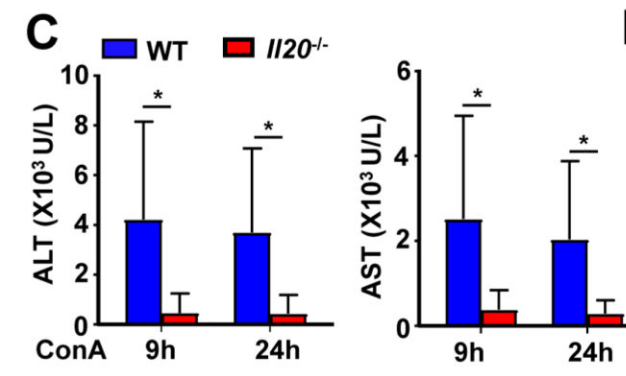 C
WT
Il20-/-
ALT (X10³ U/L)
10
8
6
4
2
0
*
*
ConA
9h
24h
AST (X10³ U/L)
6
4
2
0
*
*
9h
24h